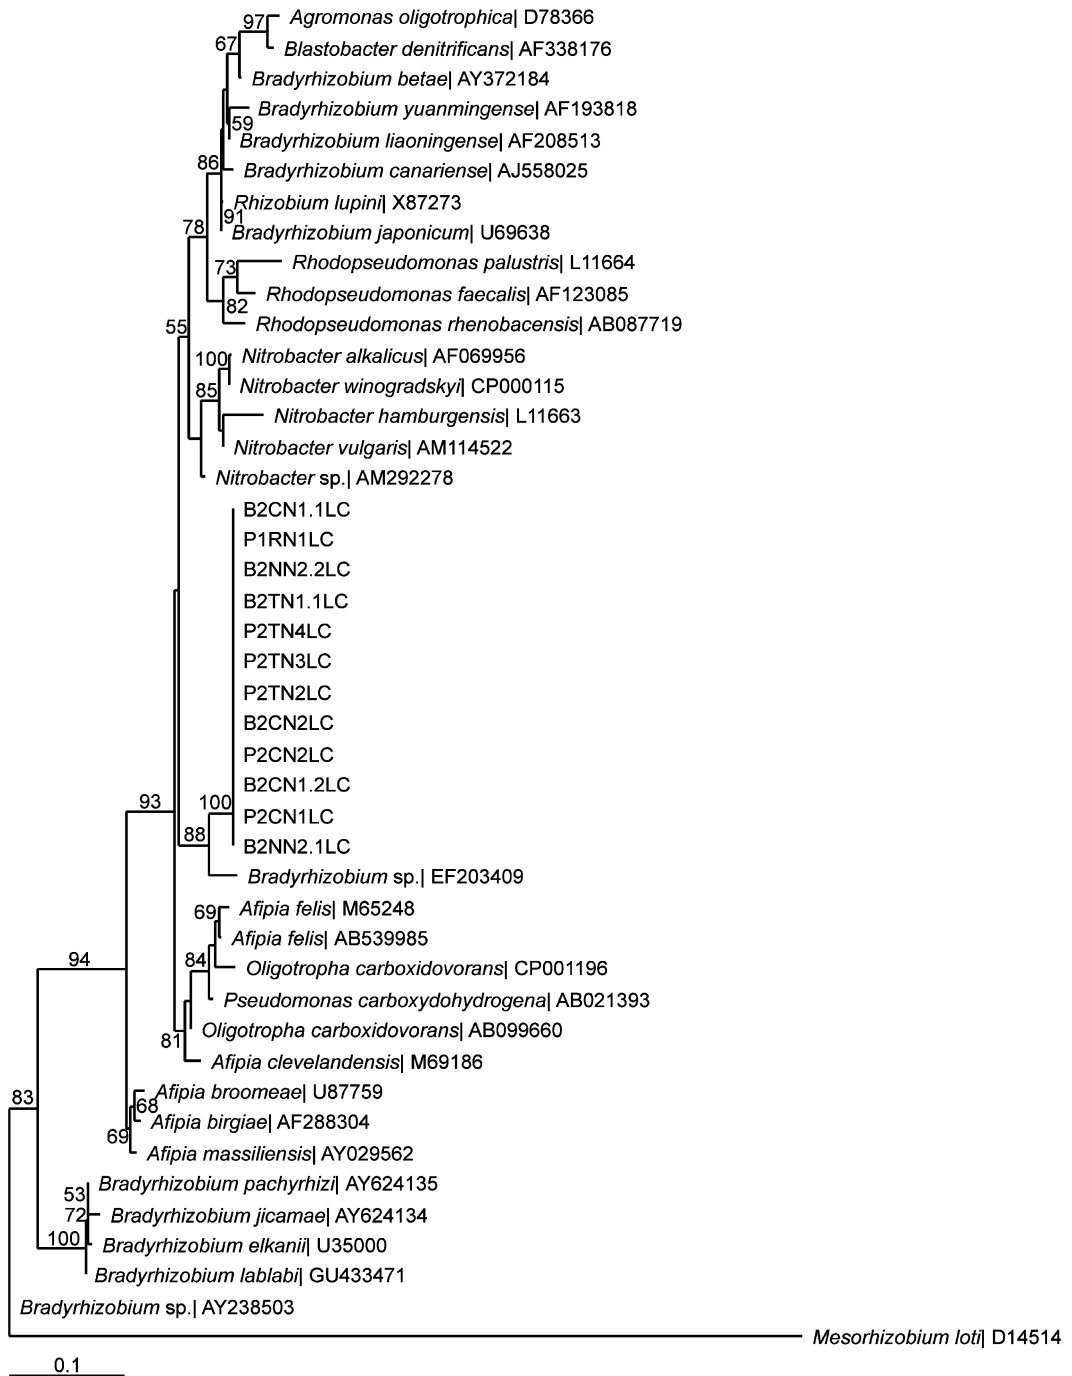 97
Agromonas oligotrophica| D78366
67
Blastobacter denitrificans| AF338176
Bradyrhizobium betae| AY372184
Bradyrhizobium yuanmingense| AF193818
59
Bradyrhizobium liaoningense| AF208513
86
Bradyrhizobium canariense| AJ558025
Rhizobium lupini| X87273
91
78
Bradyrhizobium japonicum| U69638
73
Rhodopseudomonas palustris| L11664
Rhodopseudomonas faecalis| AF123085
82
55
Rhodopseudomonas rhenobacensis| AB087719
100
Nitrobacter alkalicus| AF069956
85
Nitrobacter winogradskyi| CP000115
Nitrobacter hamburgensis| L11663
Nitrobacter vulgaris| AM114522
Nitrobacter sp.| AM292278
B2CN1.1LC
P1RN1LC
B2NN2.2LC
B2TN1.1LC
P2TN4LC
P2TN3LC
P2TN2LC
B2CN2LC
P2CN2LC
B2CN1.2LC
93
100
P2CN1LC
88
B2NN2.1LC
Bradyrhizobium sp.| EF203409
69
Afipia felis| M65248
Afipia felis| AB539985
94
84
Oligotropha carboxidovorans| CP001196
Pseudomonas carboxydohydrogena| AB021393
Oligotropha carboxidovorans| AB099660
81
Afipia clevelandensis| M69186
83
Afipia broomeae| U87759
68
Afipia birgiae| AF288304
69
Afipia massiliensis| AY029562
Bradyrhizobium pachyrhizi| AY624135
53
72
Bradyrhizobium jicamae| AY624134
100
Bradyrhizobium elkanii| U35000
Bradyrhizobium lablabi| GU433471
Bradyrhizobium sp.| AY238503
Mesorhizobium loti| D14514
0.1